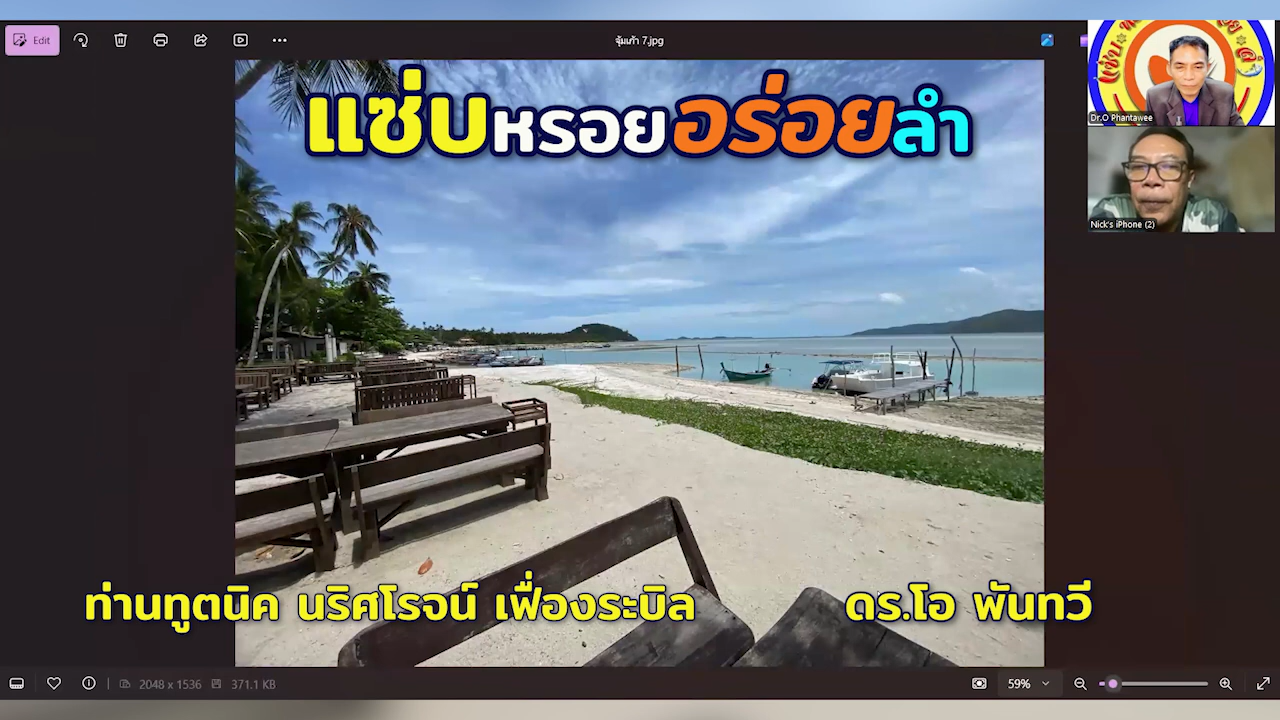 Edit
จุ้มเก้า 7.jpg
แซ่บหรอยอร่อยลำ
Dr.O Phantawee
Nick's iPhone (2)
ท่านทูตนิค นริศโรจน์ เฟื่องระบิล
ดร.โอ พันทวี
2048 x 1536
371.1 KB
59%